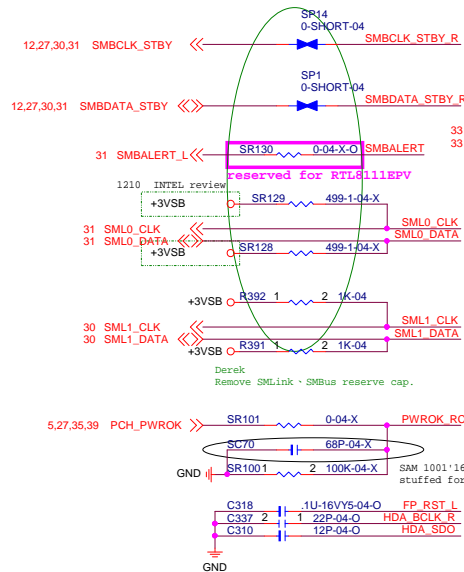 SP14
0-SHORT-04
12,27,30,31 SMBCLK_STBY SMBCLK_STBY_R
SP1
0-SHORT-04
12,27,30,31 SMBDATA_STBY SMBDATA_STBY_R
33
33
31 SMBALERT_L SR130 0-04-X-O SMBALERT
reserved for RTL8111EPV
1210 INTEL review
+3VSB SR129 499-1-04-X
31 SML0_CLK SML0_CLK
31 SML0_DATA SML0_DATA
+3VSB SR128 499-1-04-X
+3VSB R392 1 2 1K-04
30 SML1_CLK SML1_CLK
30 SML1_DATA SML1_DATA
+3VSB R391 1 2 1K-04
Derek
Remove SMLink、SMBus reserve cap.
5,27,35,39 PCH_PWROK SR101 0-04-X PWROK_RC
SC70 68P-04-X
GND SR100 1 2 100K-04-X
SAM 1001'16
stuffed for
C318 .1U-16VY5-04-O FP_RST_L
C337 2 1 22P-04-O HDA_BCLK_R
C310 12P-04-O HDA_SDO
GND